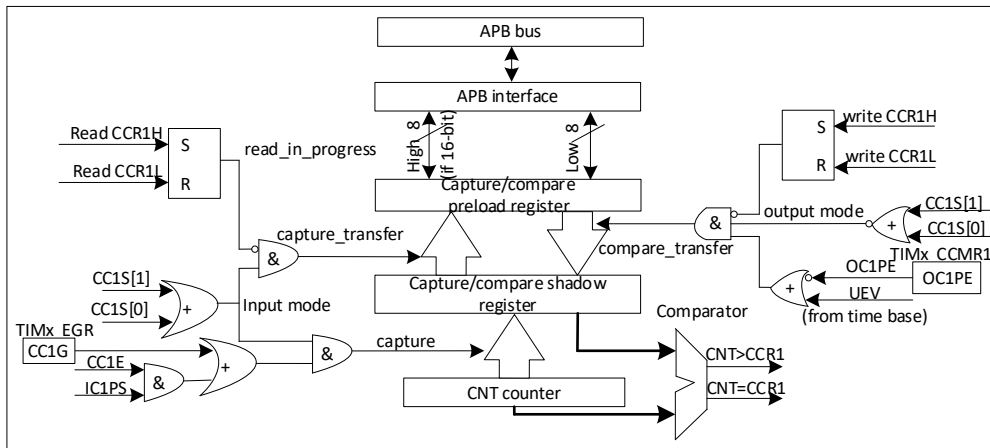 APB bus
APB interface
High 8
(if 16-bit)
Low 8
Read CCR1H
Read CCR1L
S
R
read_in_progress
write CCR1H
write CCR1L
S
R
Capture/compare
preload register
capture_transfer
&
&
compare_transfer
output mode
CC1S[1]
CC1S[0]
+
TIMx_CCMR1
OC1PE
OC1PE
UEV
(from time base)
+
CC1S[1]
CC1S[0]
+
Input mode
Capture/compare shadow
register
TIMx_EGR
CC1G
CC1E
IC1PS
&
+
&
capture
Comparator
CNT>CCR1
CNT=CCR1
CNT counter